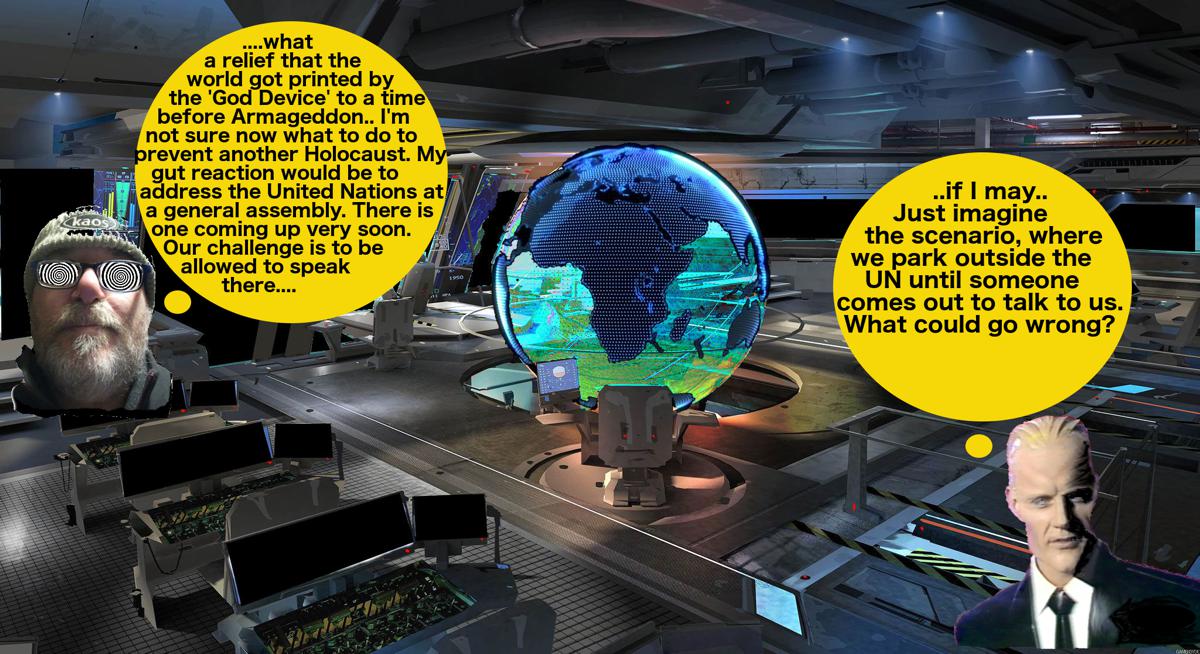 ....what
a relief that the
world got printed by
the 'God Device' to a time
before Armageddon.. I'm
not sure now what to do to
prevent another Holocaust. My
gut reaction would be to
address the United Nations at
a general assembly. There is
one coming up very soon.
Our challenge is to be
allowed to speak
there....
kaos
1950
..if I may..
Just imagine
the scenario, where
we park outside the
UN until someone
comes out to talk to us.
What could go wrong?